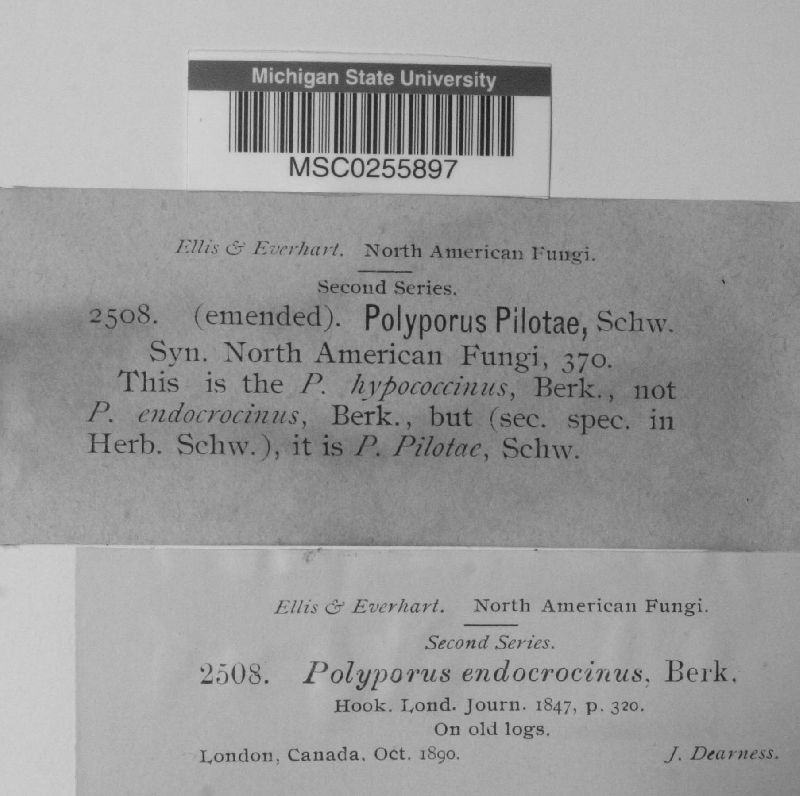 Michigan State University
MSC0255897
Ellis & Everhart. North American Fungi.
Second Series.
2508. (emended). Polyporus Pilotae, Schw.
Syn. North American Fungi, 370.
This is the P. hypococcinus, Berk., not
P. endocrocinus, Berk., but (sec. spec. in
Herb. Schw.), it is P. Pilotae, Schw.
Ellis & Everhart. North American Fungi.
Second Series.
2508. Polyporus endocrocinus, Berk.
Hook. Lond. Journ. 1847, p. 320.
On old logs.
London, Canada, Oct. 1890. J. Dearness.